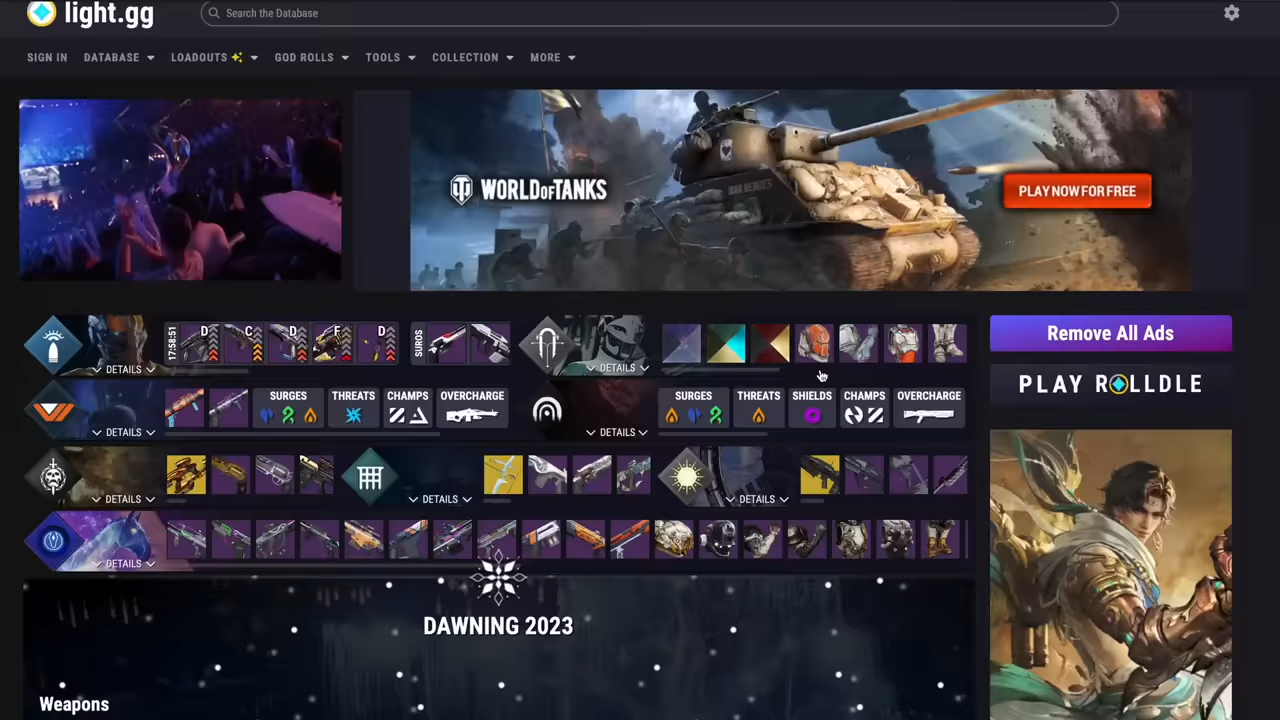 light.gg
Search the Database
SIGN IN
DATABASE
LOADOUTS
GOD ROLLS
TOOLS
COLLECTION
MORE
WORLD OF TANKS
PLAY NOW FOR FREE
17:58:51
D
C
D
F
D
SUROS
DETAILS
DETAILS
Remove All Ads
PLAY ROLLDLE
DETAILS
SURGES
THREATS
CHAMPS
OVERCHARGE
DETAILS
SURGES
THREATS
SHIELDS
CHAMPS
OVERCHARGE
DETAILS
DETAILS
DETAILS
DETAILS
DAWNING 2023
Weapons